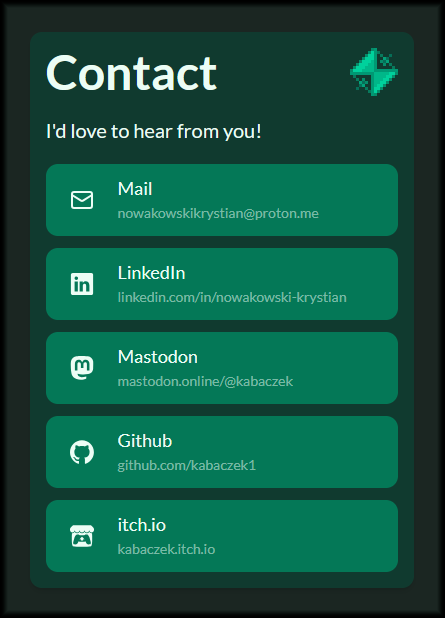 Contact
I'd love to hear from you!
Mail
nowakowskikrystian@proton.me
LinkedIn
linkedin.com/in/nowakowski-krystian
Mastodon
mastodon.online/@kabaczek
Github
github.com/kabaczek1
itch.io
kabaczek.itch.io